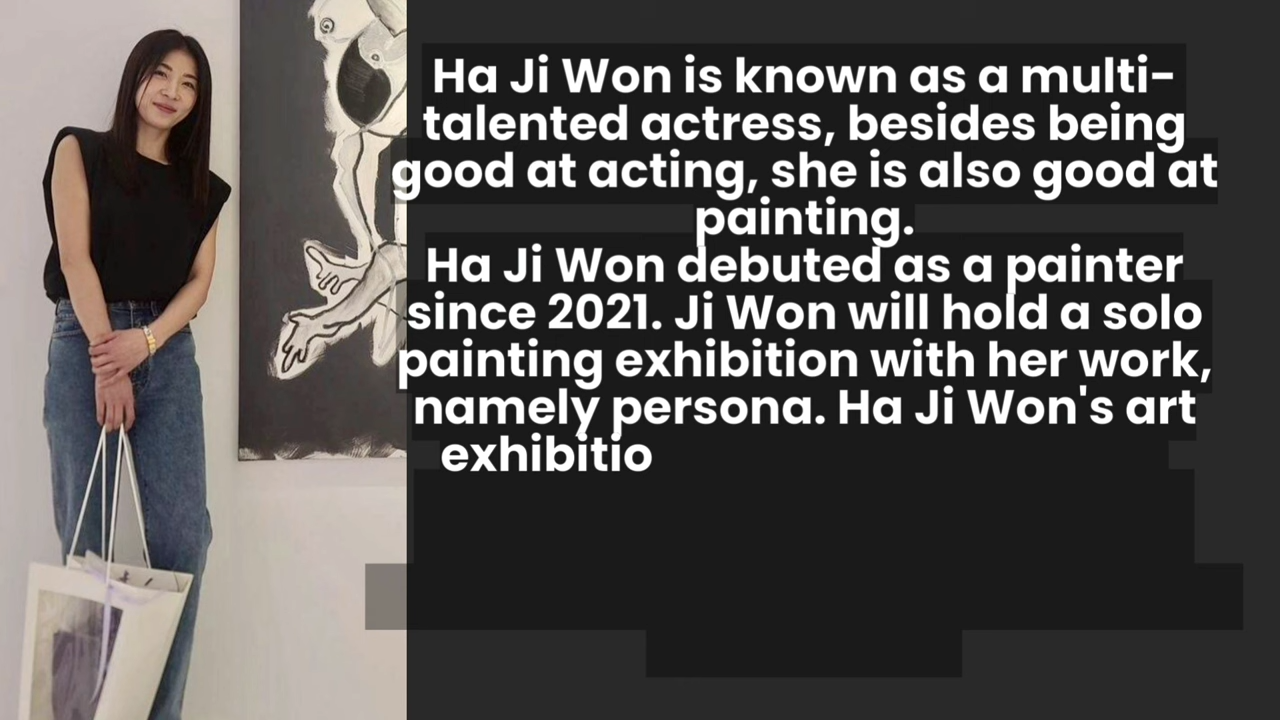 Ha Ji Won is known as a multi-
talented actress, besides being
good at acting, she is also good at
painting.
Ha Ji Won debuted as a painter
since 2021. Ji Won will hold a solo
painting exhibition with her work,
namely persona. Ha Ji Won's art
exhibitio